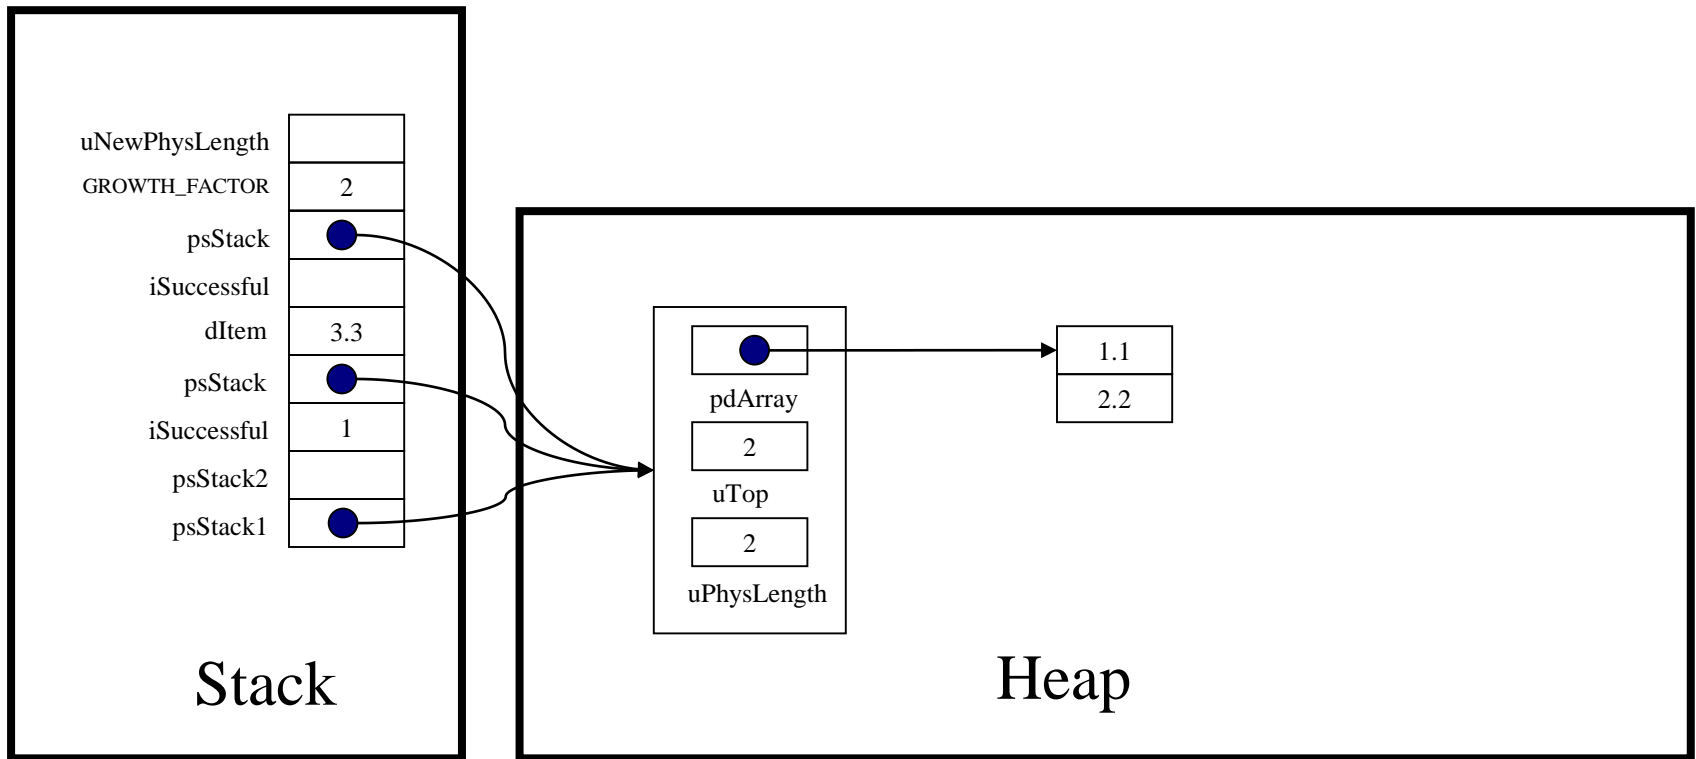 uNewPhysLength
GROWTH_FACTOR 2
psStack
iSuccessful
dItem 3.3
psStack
iSuccessful 1
psStack2
psStack1
Stack
pdArray
2
uTop
2
uPhysLength
1.1
2.2
Heap